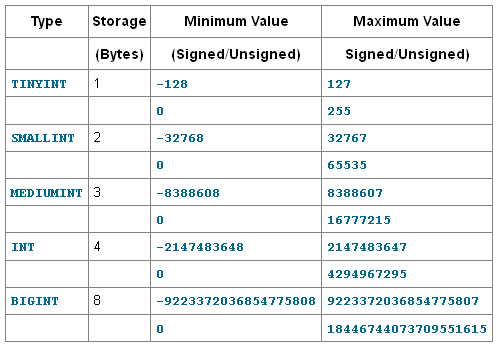 Type Storage Minimum Value Maximum Value
(Bytes) (Signed/Unsigned) Signed/Unsigned)
TINYINT 1 -128 127
0 255
SMALLINT 2 -32768 32767
0 65535
MEDIUMINT 3 -8388608 8388607
0 16777215
INT 4 -2147483648 2147483647
0 4294967295
BIGINT 8 -9223372036854775808 9223372036854775807
0 18446744073709551615